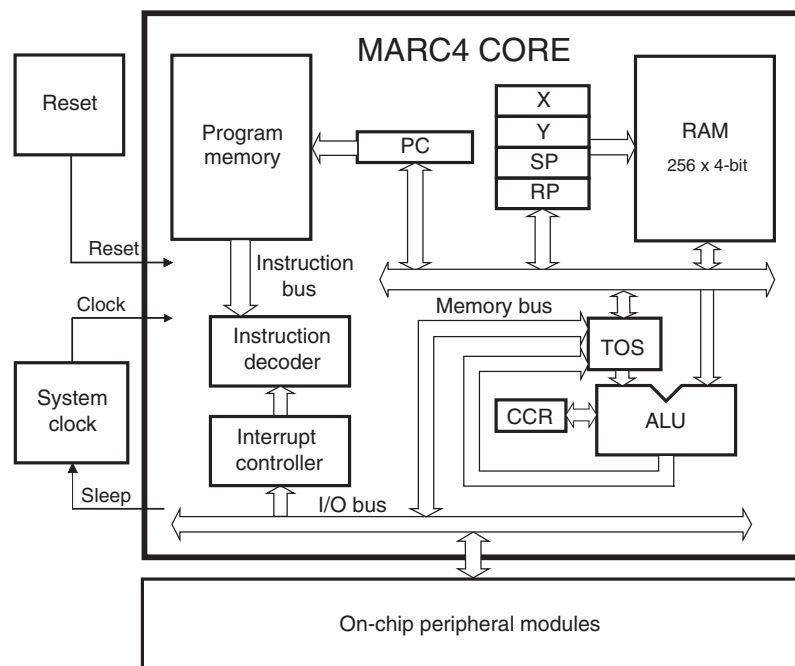 MARC4 CORE
Reset
Program
memory
PC
X
Y
SP
RP
RAM
256 x 4-bit
Reset
Instruction
bus
Clock
Memory bus
Instruction
decoder
TOS
System
clock
CCR
ALU
Interrupt
controller
Sleep
I/O bus
On-chip peripheral modules